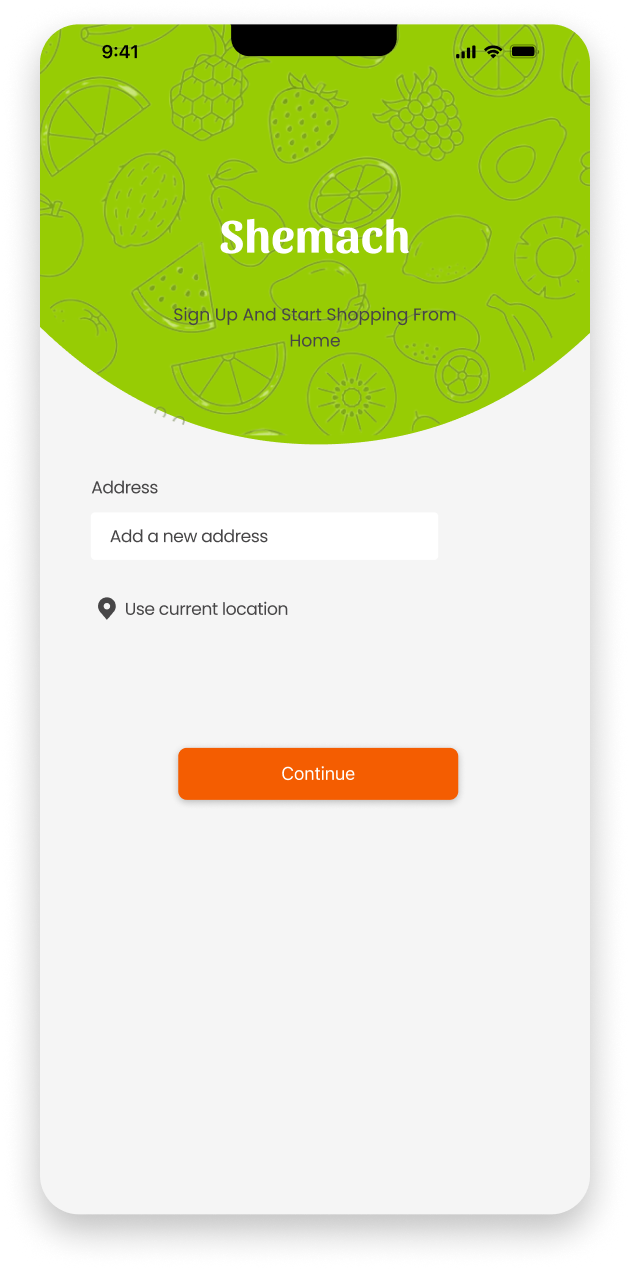 9:41
Shemach
Sign Up And Start Shopping From
Home
Address
Add a new address
Use current location
Continue